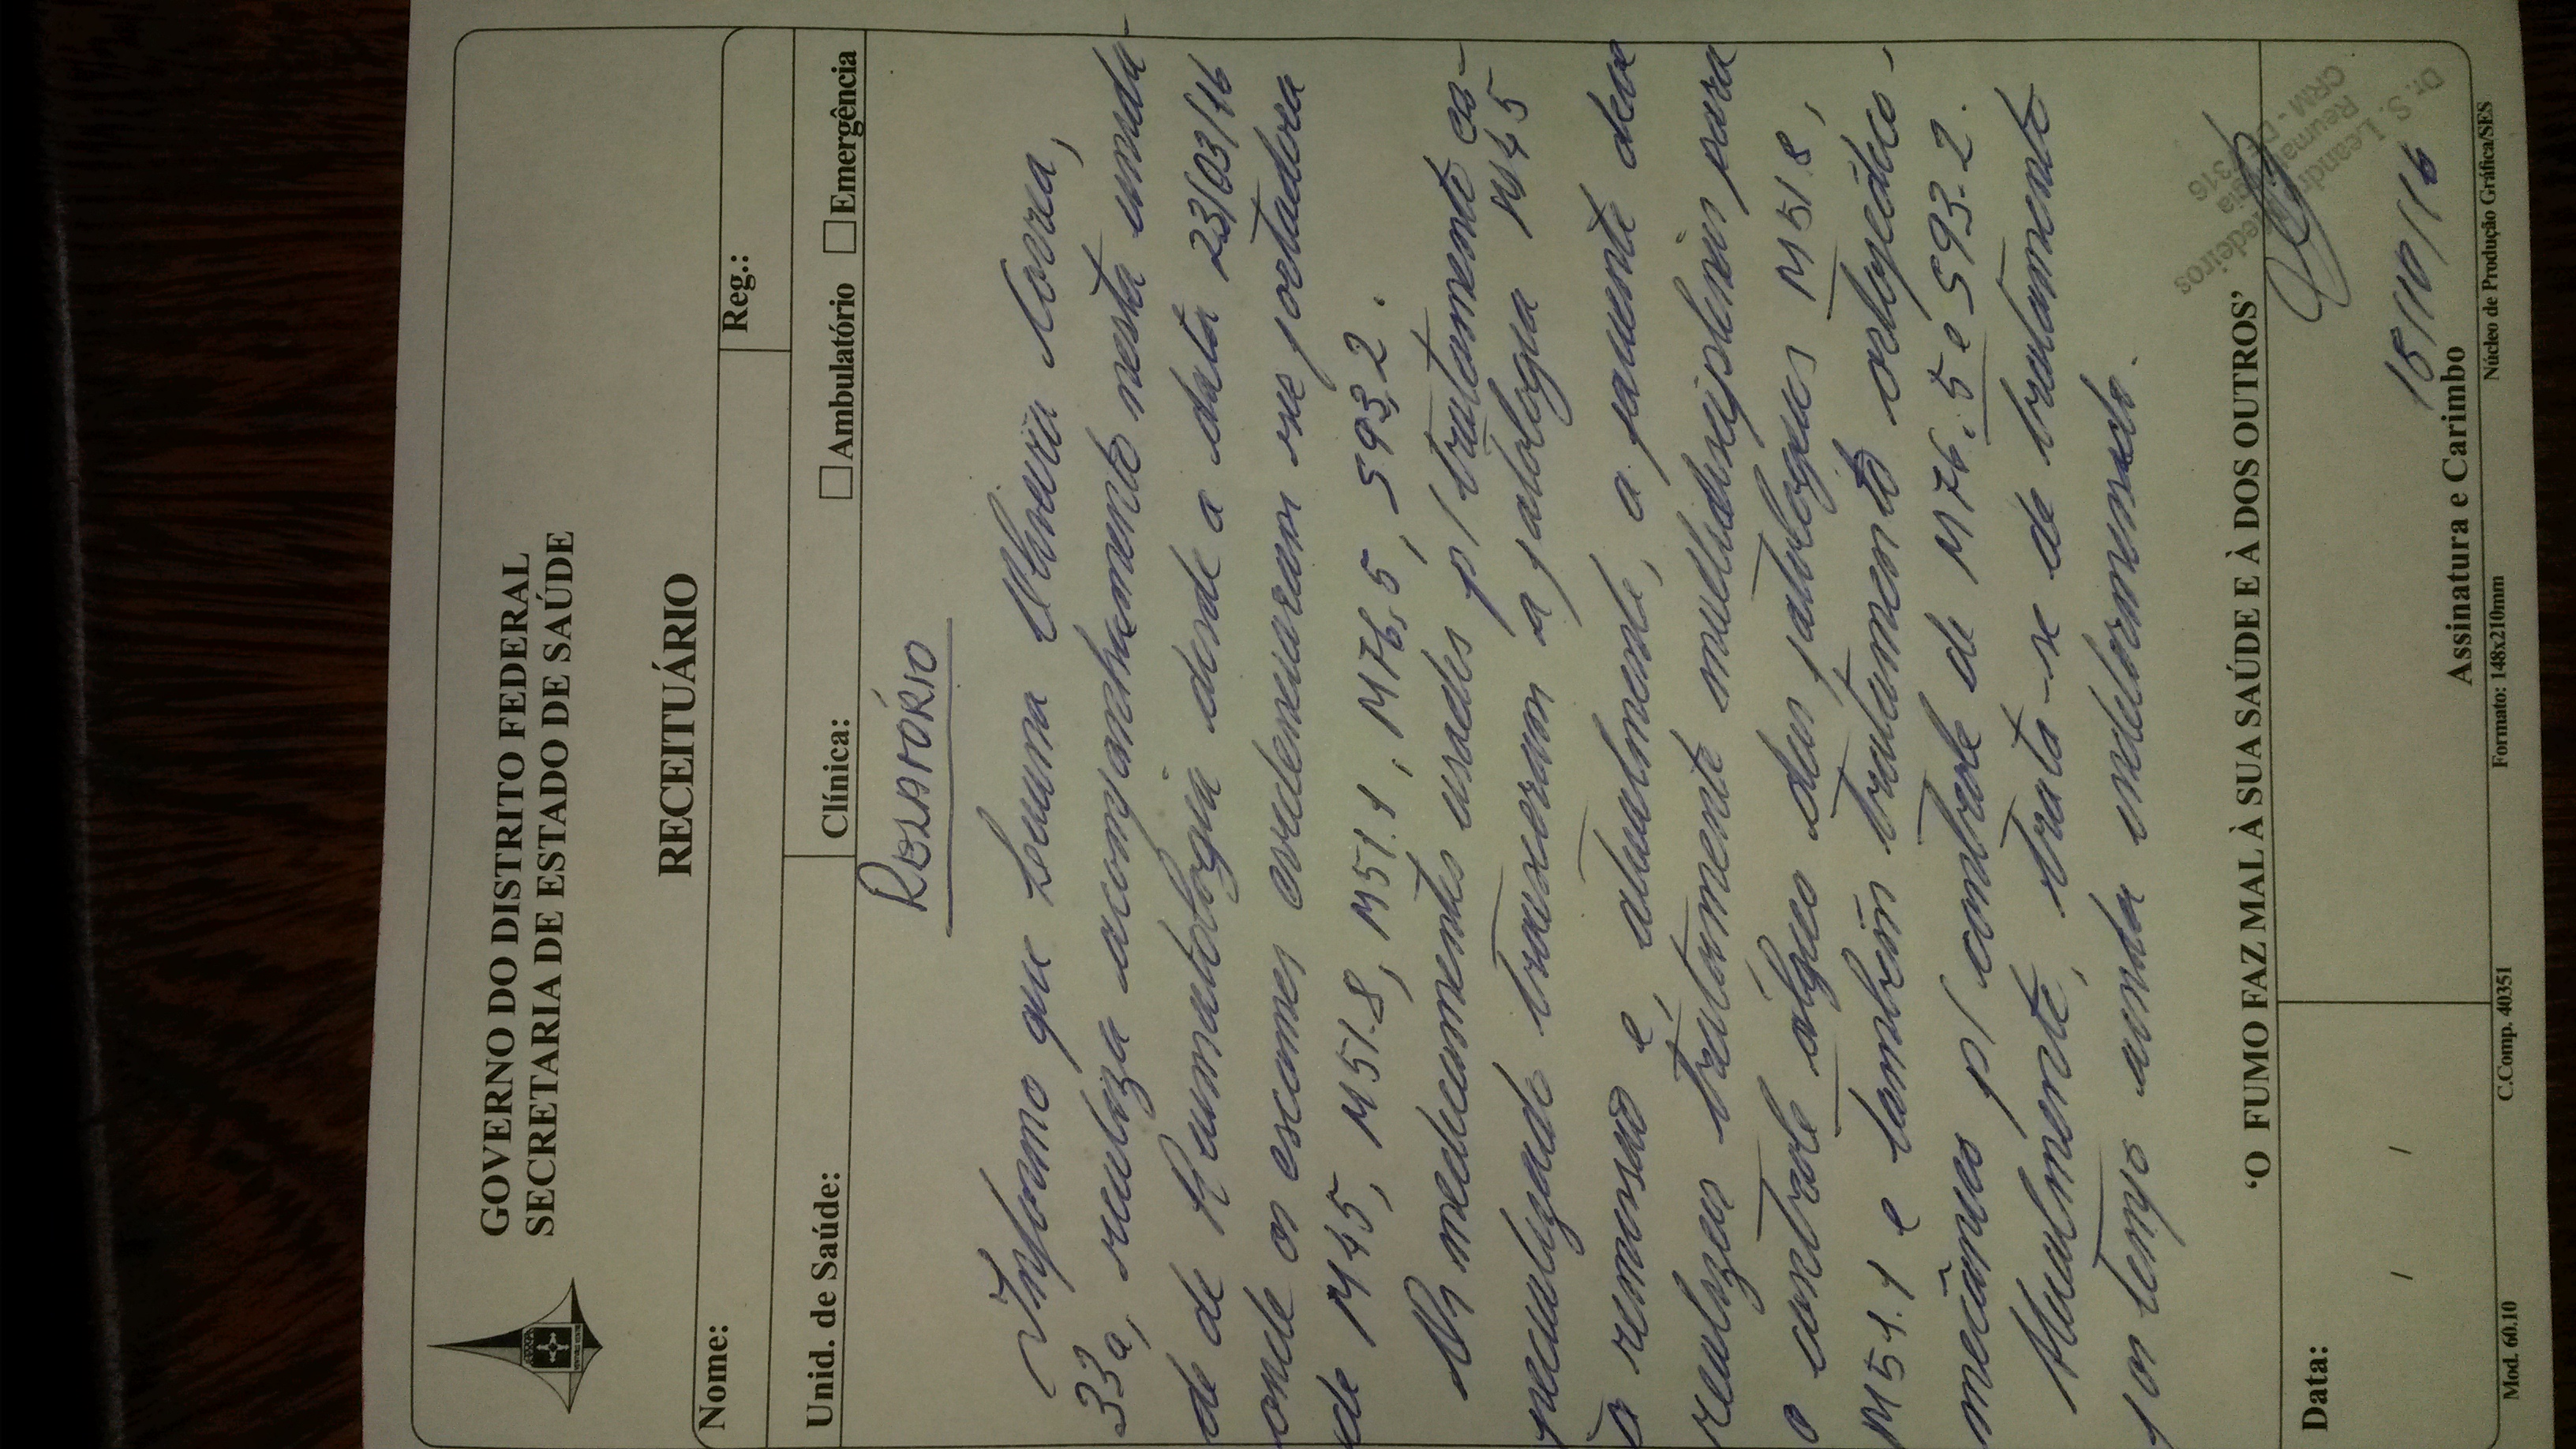 GOVERNO DO DISTRITO FEDERAL
SECRETARIA DE ESTADO DE SAÚDE
RECEITUÁRIO
Nome:
Reg.:
Unid. de Saúde:
Clínica:
Ambulatório
Emergência
RELATÓRIO
Informo que Luana Oliveira Correa,
33a, realiza acompanhamento nesta unida-
de de Reumatologia desde a data 23/03/16
onde os exames evidenciaram ser portadora
de M45, M51.8, M51.1, M76.5, S93.2.
Os medicamentos usados p/ tratamento es-
pecializado trouxeram a patologia M45
à remissão e, atualmente, a paciente deve
realizar tratamento multidisciplinar para
o controle álgico das patologias M51.8,
M51.1 e também tratamento ortopédico-
mecânico p/ controle de M76.5 e S93.2.
Atualmente, trata-se de tratamento
por tempo ainda indeterminado.
‘O FUMO FAZ MAL À SUA SAÚDE E À DOS OUTROS’
Data:
/ /
Dr. S.
CRM - DF
18/10/16
Assinatura e Carimbo
Mod. 60.10
C.Comp. 40351
Formato: 148x210mm
Núcleo de Produção Gráfica/SES